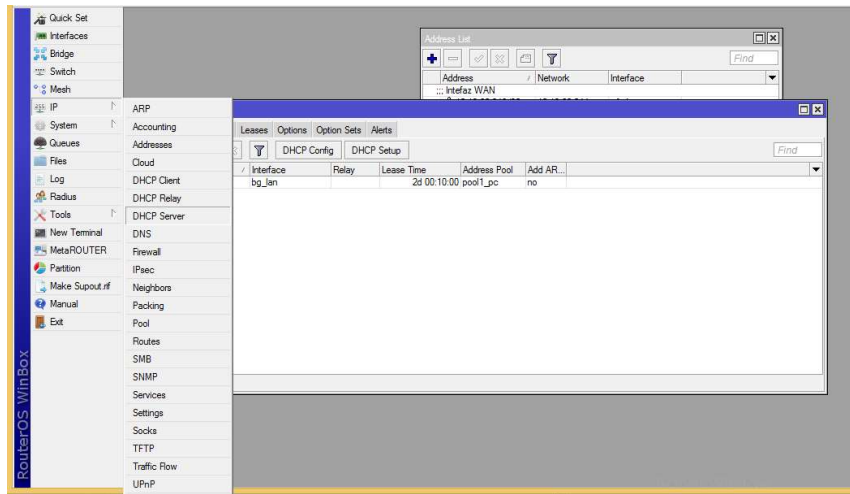 Quick Set
Interfaces
Bridge
Switch
Mesh
IP
System
Queues
Files
Log
Radius
Tools
New Terminal
MetaROUTER
Partition
Make Supout.rif
Manual
Exit
RouterOS WinBox
ARP
Accounting
Addresses
Cloud
DHCP Client
DHCP Relay
DHCP Server
DNS
Firewall
IPsec
Neighbors
Packing
Pool
Routes
SMB
SNMP
Services
Settings
Socks
TFTP
Traffic Flow
UPnP
Address List
Find
Address / Network Interface
;;; Intefaz WAN
Leases Options Option Sets Alerts
DHCP Config DHCP Setup Find
/ Interface Relay Lease Time Address Pool Add AR...
bg_lan 2d 00:10:00 pool1_pc no